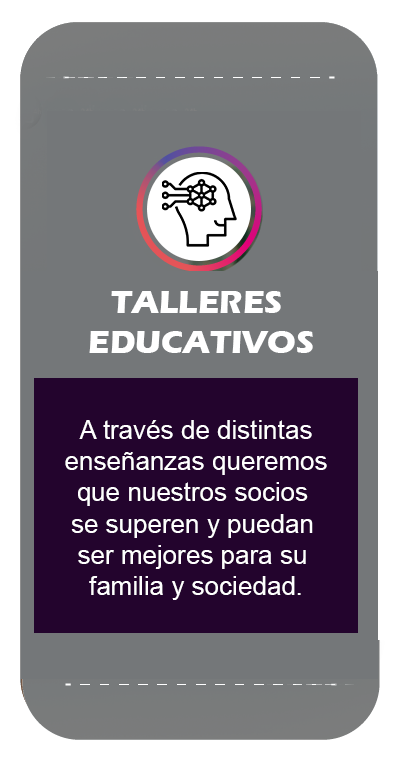 TALLERES
EDUCATIVOS
A través de distintas
enseñanzas queremos
que nuestros socios
se superen y puedan
ser mejores para su
familia y sociedad.